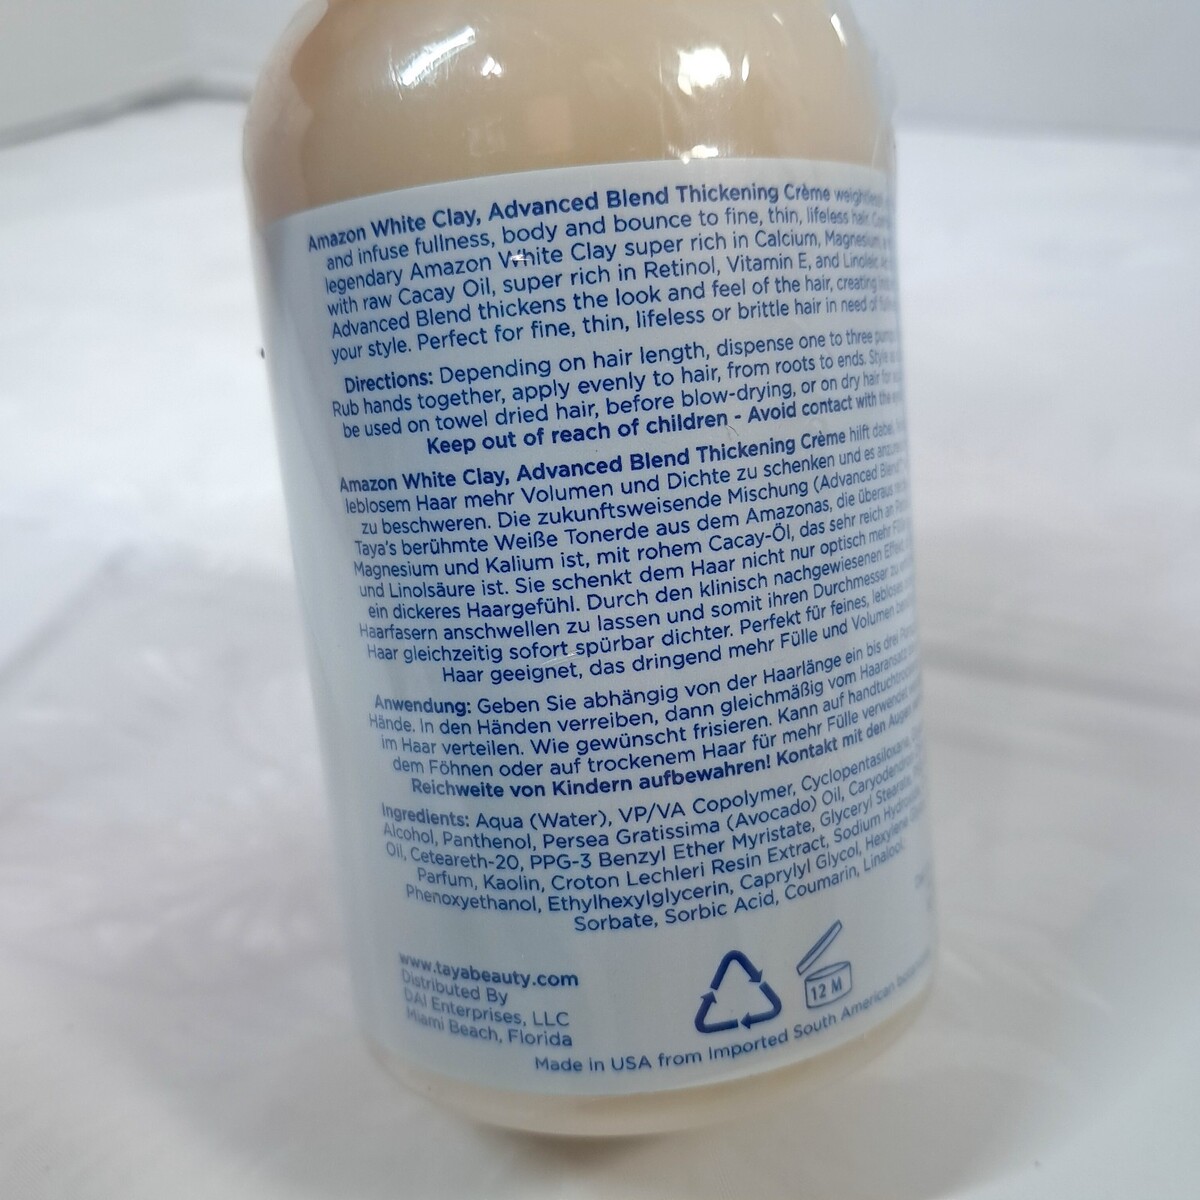 Amazon White Clay, Advanced Blend Thickening Crème
and infuse fullness, body and bounce to fine, thin, lifeless hair.
legendary Amazon White Clay super rich in Calcium, Magnesium
with raw Cacay Oil, super rich in Retinol, Vitamin E, and Linoleic
Advanced Blend thickens the look and feel of the hair, creating
your style. Perfect for fine, thin, lifeless or brittle hair in need of
Directions: Depending on hair length, dispense one to three
Rub hands together, apply evenly to hair, from roots to ends. Style
be used on towel dried hair, before blow-drying, or on dry hair for
Keep out of reach of children - Avoid contact with the
Amazon White Clay, Advanced Blend Thickening Crème hilft dabei,
leblosem Haar mehr Volumen und Dichte zu schenken und es
zu beschweren. Die zukunftsweisende Mischung (Advanced Blend
Taya's berühmte Weiße Tonerde aus dem Amazonas, die überaus
Magnesium und Kalium ist, mit rohem Cacay-Öl, das sehr reich an
und Linolsäure ist. Sie schenkt dem Haar nicht nur optisch mehr
ein dickeres Haargefühl. Durch den klinisch nachgewiesenen Effekt
Haarfasern anschwellen zu lassen und somit ihren Durchmesser zu
Haar gleichzeitig sofort spürbar dichter. Perfekt für feines, lebloses
Haar geeignet, das dringend mehr Fülle und Volumen
Anwendung: Geben Sie abhängig von der Haarlänge ein bis drei
Hände. In den Händen verreiben, dann gleichmäßig vom Haaransatz
im Haar verteilen. Wie gewünscht frisieren. Kann auf
dem Föhnen oder auf trockenem Haar für mehr Fülle verwendet
Reichweite von Kindern aufbewahren! Kontakt mit den Augen
Ingredients: Aqua (Water), VP/VA Copolymer, Cyclopentasiloxane,
Alcohol, Panthenol, Persea Gratissima (Avocado) Oil, Caryodendron
Oil, Ceteareth-20, PPG-3 Benzyl Ether Myristate, Glyceryl Stearate,
Parfum, Kaolin, Croton Lechleri Resin Extract, Sodium
Phenoxyethanol, Ethylhexylglycerin, Caprylyl Glycol, Hexylene
Sorbate, Sorbic Acid, Coumarin, Linalool.
www.tayabeauty.com
Distributed By
DAI Enterprises, LLC
Miami Beach, Florida
12 M
Made in USA from Imported South American